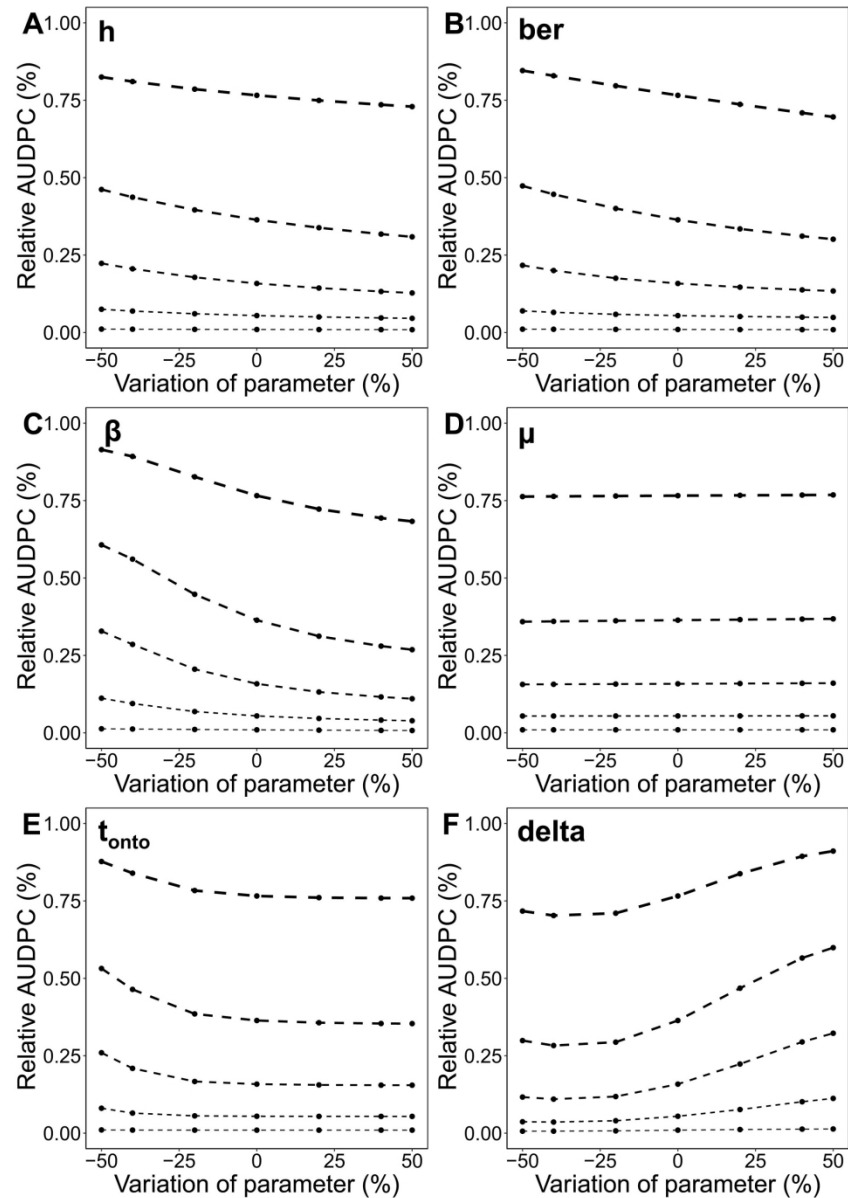 A h
Relative AUDPC (%)
1.00
0.75
0.50
0.25
0.00
−50 −25 0 25 50
Variation of parameter (%)
B ber
Relative AUDPC (%)
1.00
0.75
0.50
0.25
0.00
−50 −25 0 25 50
Variation of parameter (%)
C β
Relative AUDPC (%)
1.00
0.75
0.50
0.25
0.00
−50 −25 0 25 50
Variation of parameter (%)
D µ
Relative AUDPC (%)
1.00
0.75
0.50
0.25
0.00
−50 −25 0 25 50
Variation of parameter (%)
E tonto
Relative AUDPC (%)
1.00
0.75
0.50
0.25
0.00
−50 −25 0 25 50
Variation of parameter (%)
F delta
Relative AUDPC (%)
1.00
0.75
0.50
0.25
0.00
−50 −25 0 25 50
Variation of parameter (%)